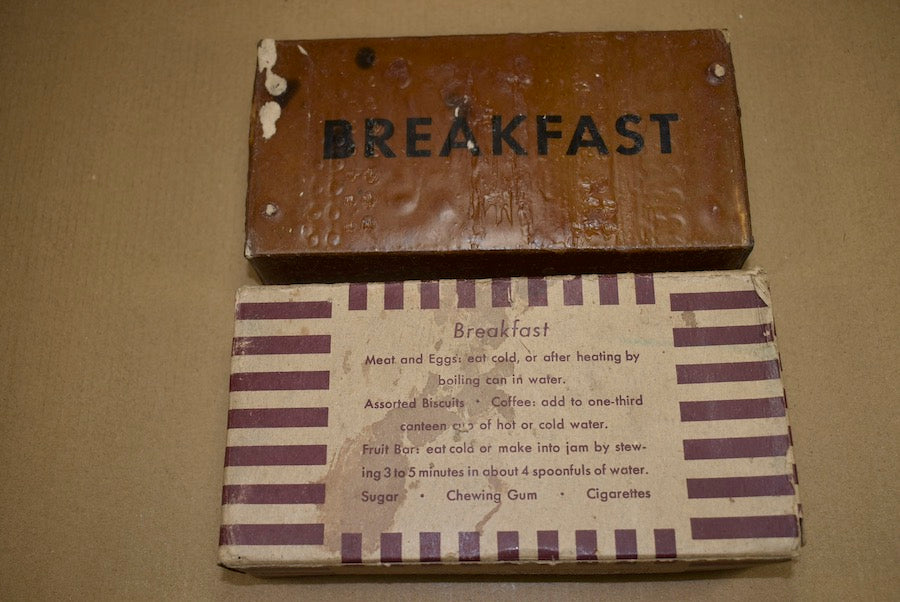 BREAKFAST
Breakfast
Meat and Eggs: eat cold, or after heating by
boiling can in water.
Assorted Biscuits • Coffee: add to one-third
canteen cup of hot or cold water.
Fruit Bar: eat cold or make into jam by stew-
ing 3 to 5 minutes in about 4 spoonfuls of water.
Sugar • Chewing Gum • Cigarettes